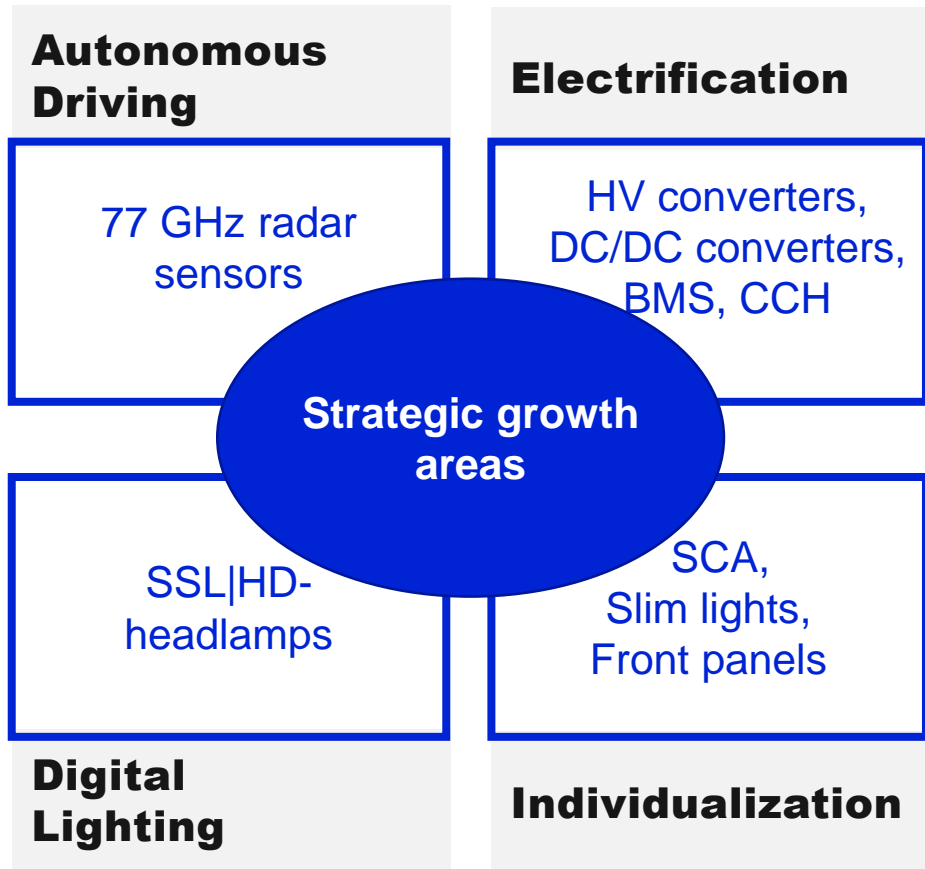 Autonomous
Driving
77 GHz radar
sensors
Electrification
HV converters,
DC/DC converters,
BMS, CCH
Strategic growth
areas
SSL|HD-
headlamps
Digital
Lighting
SCA,
Slim lights,
Front panels
Individualization